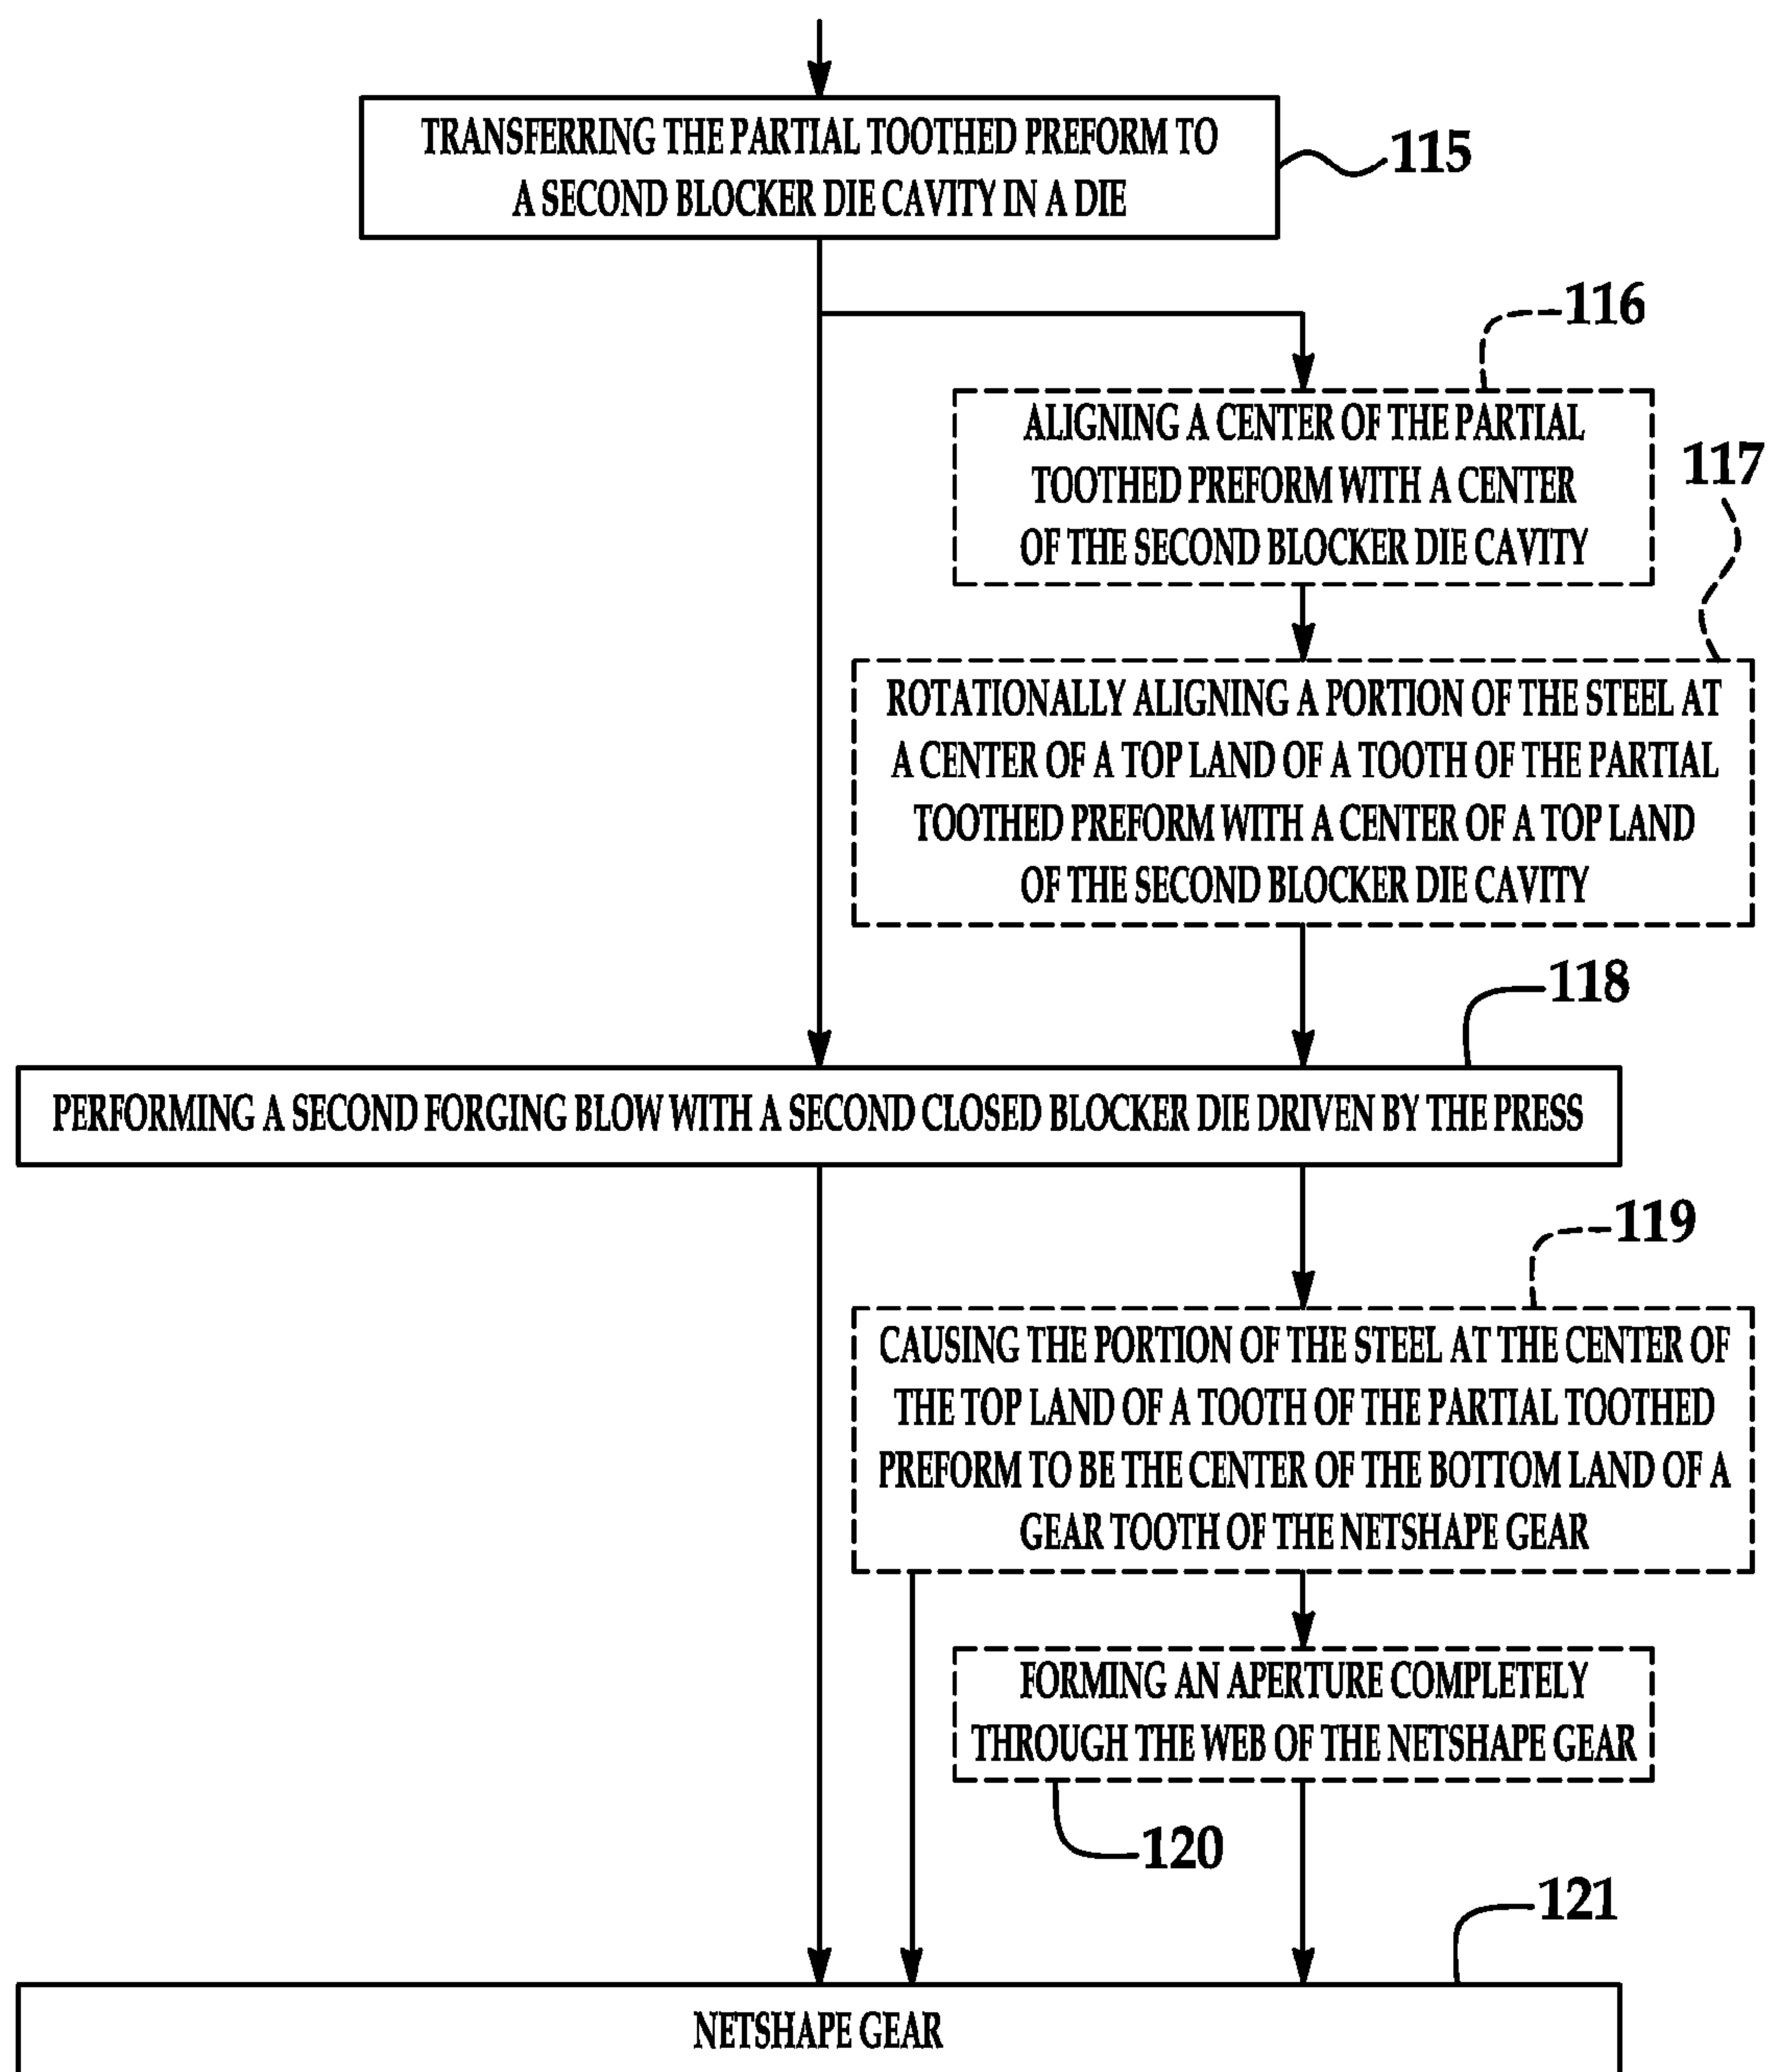 TRANSFERRING THE PARTIAL TOOTHED PREFORM TO
A SECOND BLOCKER DIE CAVITY IN A DIE
115
116
ALIGNING A CENTER OF THE PARTIAL
TOOTHED PREFORM WITH A CENTER
OF THE SECOND BLOCKER DIE CAVITY
117
ROTATIONALLY ALIGNING A PORTION OF THE STEEL AT
A CENTER OF A TOP LAND OF A TOOTH OF THE PARTIAL
TOOTHED PREFORM WITH A CENTER OF A TOP LAND
OF THE SECOND BLOCKER DIE CAVITY
118
PERFORMING A SECOND FORGING BLOW WITH A SECOND CLOSED BLOCKER DIE DRIVEN BY THE PRESS
119
CAUSING THE PORTION OF THE STEEL AT THE CENTER OF
THE TOP LAND OF A TOOTH OF THE PARTIAL TOOTHED
PREFORM TO BE THE CENTER OF THE BOTTOM LAND OF A
GEAR TOOTH OF THE NETSHAPE GEAR
FORMING AN APERTURE COMPLETELY
THROUGH THE WEB OF THE NETSHAPE GEAR
120
121
NETSHAPE GEAR